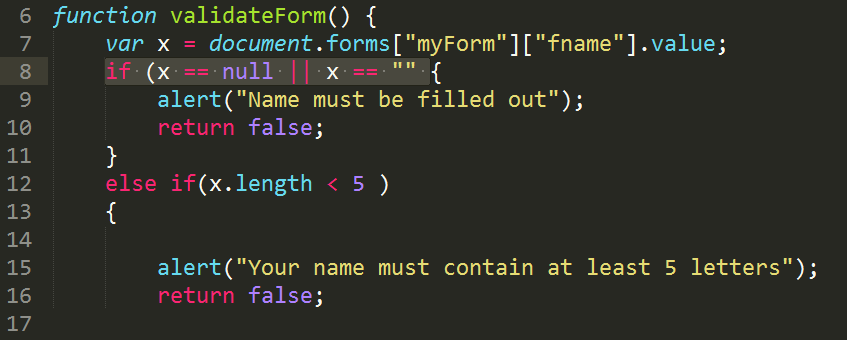 6 function validateForm() {
7 var x = document.forms["myForm"]["fname"].value;
8 if (x == null || x == "" {
9 alert("Name must be filled out");
10 return false;
11 }
12 else if(x.length < 5 )
13 {
14
15 alert("Your name must contain at least 5 letters");
16 return false;
17